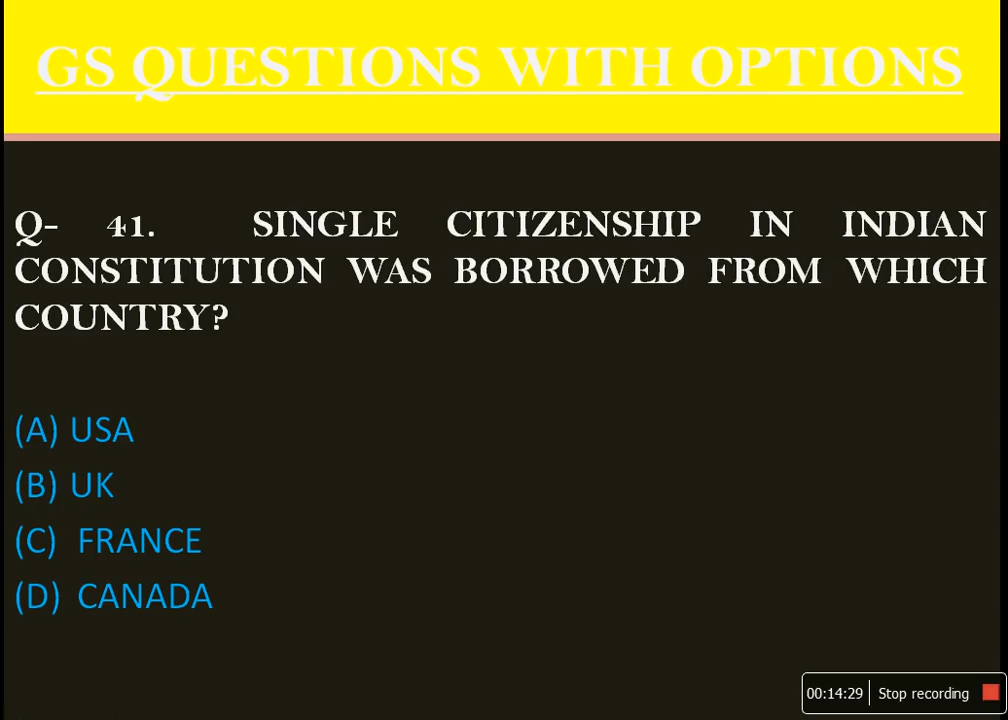 GS QUESTIONS WITH OPTIONS
Q- 41. SINGLE CITIZENSHIP IN INDIAN
CONSTITUTION WAS BORROWED FROM WHICH
COUNTRY?
(A) USA
(B) UK
(C) FRANCE
(D) CANADA
00:14:29 Stop recording